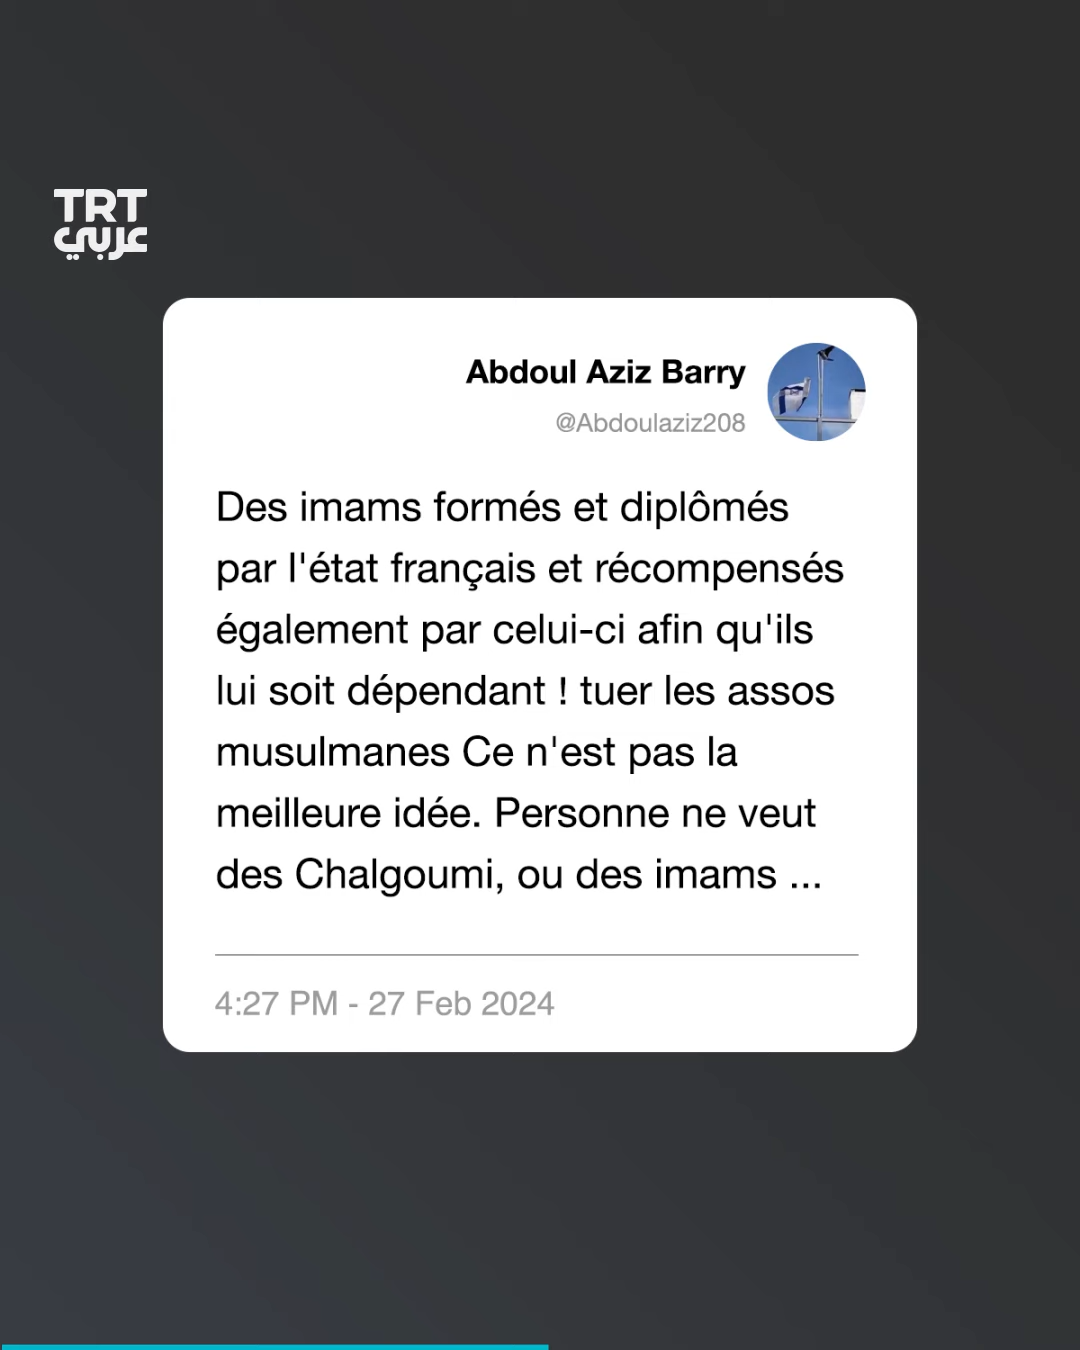 TRT
عربي
Abdoul Aziz Barry
@Abdoulaziz208
Des imams formés et diplômés
par l'état français et récompensés
également par celui-ci afin qu'ils
lui soit dépendant ! tuer les assos
musulmanes Ce n'est pas la
meilleure idée. Personne ne veut
des Chalgoumi, ou des imams ...
4:27 PM - 27 Feb 2024